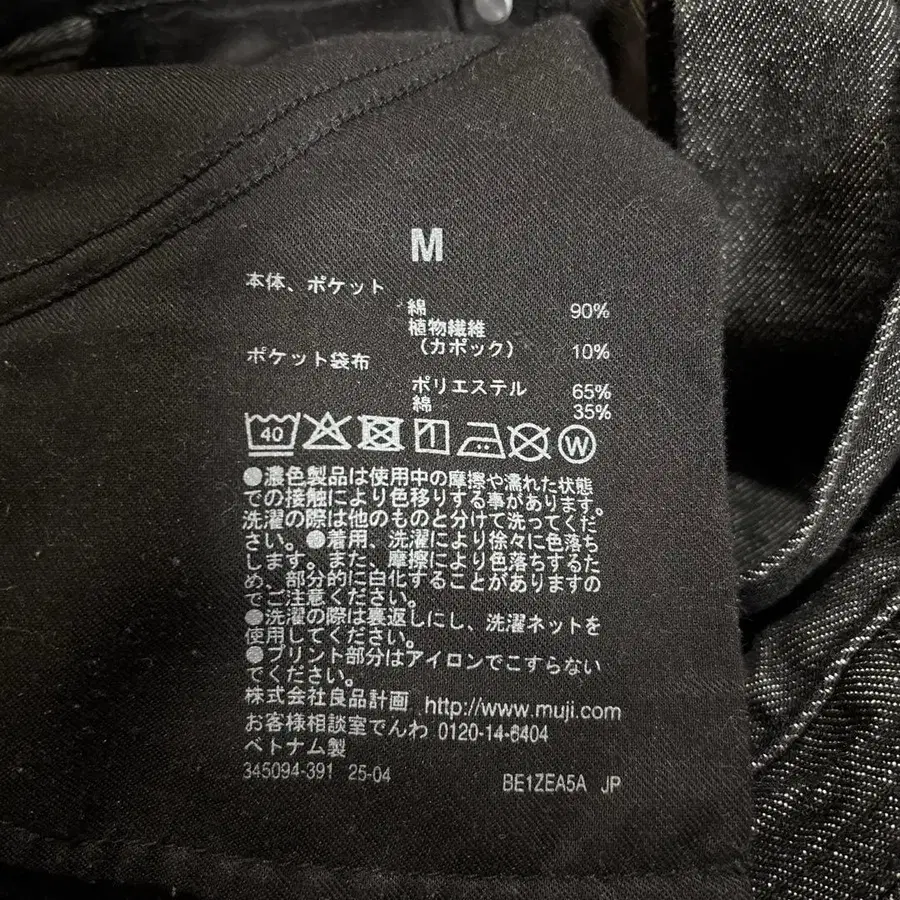 M
本体、ポケット
綿 90%
植物繊維
（カポック） 10%
ポケット袋布
ポリエステル 65%
綿 35%
40 W
●濃色製品は使用中の摩擦や濡れた状態
での接触により色移りする事があります。
洗濯の際は他のものと分けて洗ってくだ
さい。●着用、洗濯により徐々に色落ち
します。また、摩擦により色落ちするた
め、部分的に白化することがありますの
でご注意ください。
●洗濯の際は裏返しにし、洗濯ネットを
使用してください。
●プリント部分はアイロンでこすらない
でください。
株式会社良品計画 http://www.muji.com
お客様相談室でんわ 0120-14-6404
ベトナム製
345094-391 25-04 BE1ZEA5A JP